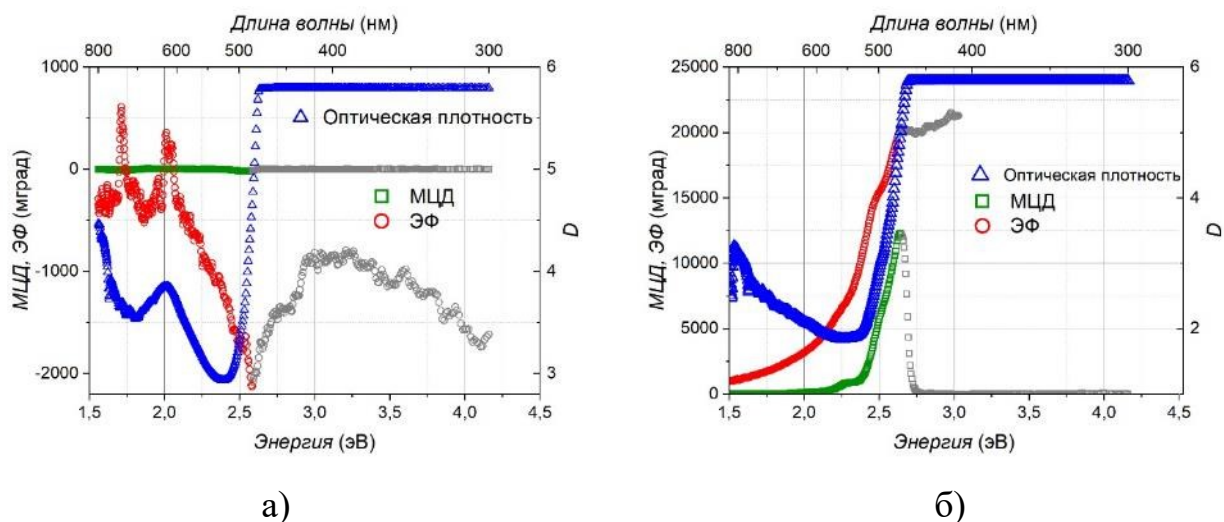 Длина волны (нм)
800 600 500 400 300
1000
0
-1000
-2000
МЦД, ЭФ (мград)
6
5
4
3
D
Оптическая плотность
МЦД
ЭФ
1,5 2,0 2,5 3,0 3,5 4,0 4,5
Энергия (эВ)
а)
Длина волны (нм)
800 600 500 400 300
25000
20000
15000
10000
5000
0
МЦД, ЭФ (мград)
6
5
4
3
2
D
Оптическая плотность
МЦД
ЭФ
1,5 2,0 2,5 3,0 3,5 4,0 4,5
Энергия (эВ)
б)